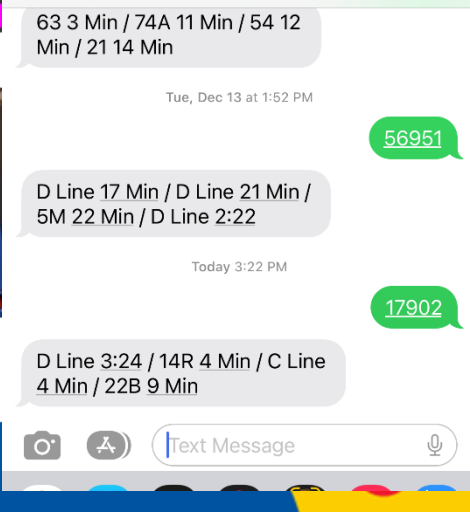 63 3 Min / 74A 11 Min / 54 12
Min / 21 14 Min
Tue, Dec 13 at 1:52 PM
56951
D Line 17 Min / D Line 21 Min /
5M 22 Min / D Line 2:22
Today 3:22 PM
17902
D Line 3:24 / 14R 4 Min / C Line
4 Min / 22B 9 Min
Text Message